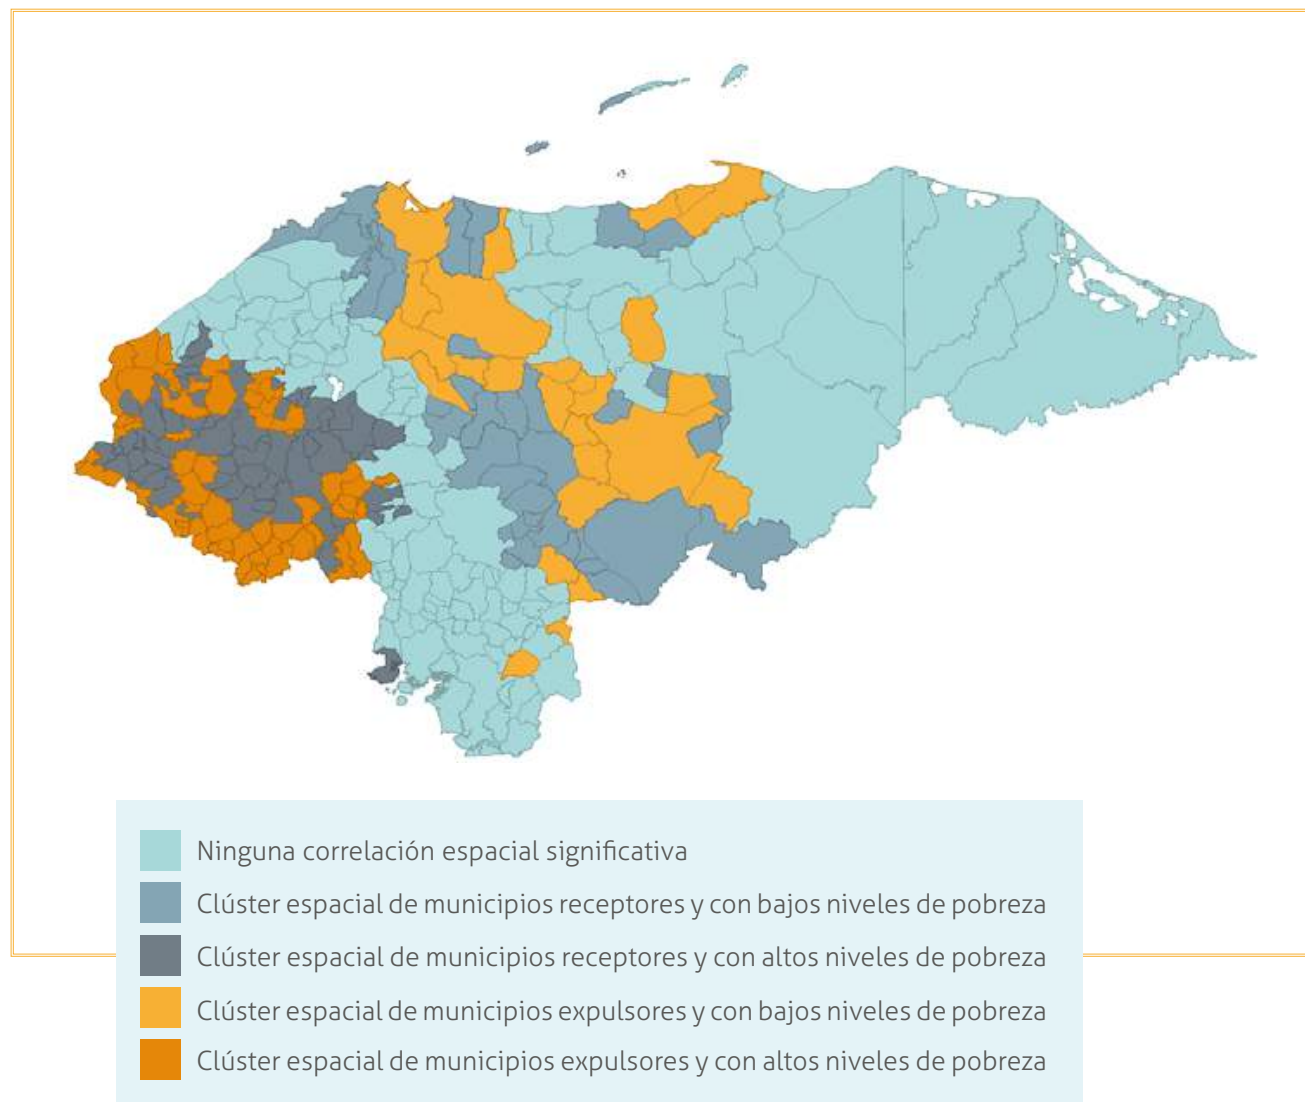 Ninguna correlación espacial significativa
Clúster espacial de municipios receptores y con bajos niveles de pobreza
Clúster espacial de municipios receptores y con altos niveles de pobreza
Clúster espacial de municipios expulsores y con bajos niveles de pobreza
Clúster espacial de municipios expulsores y con altos niveles de pobreza